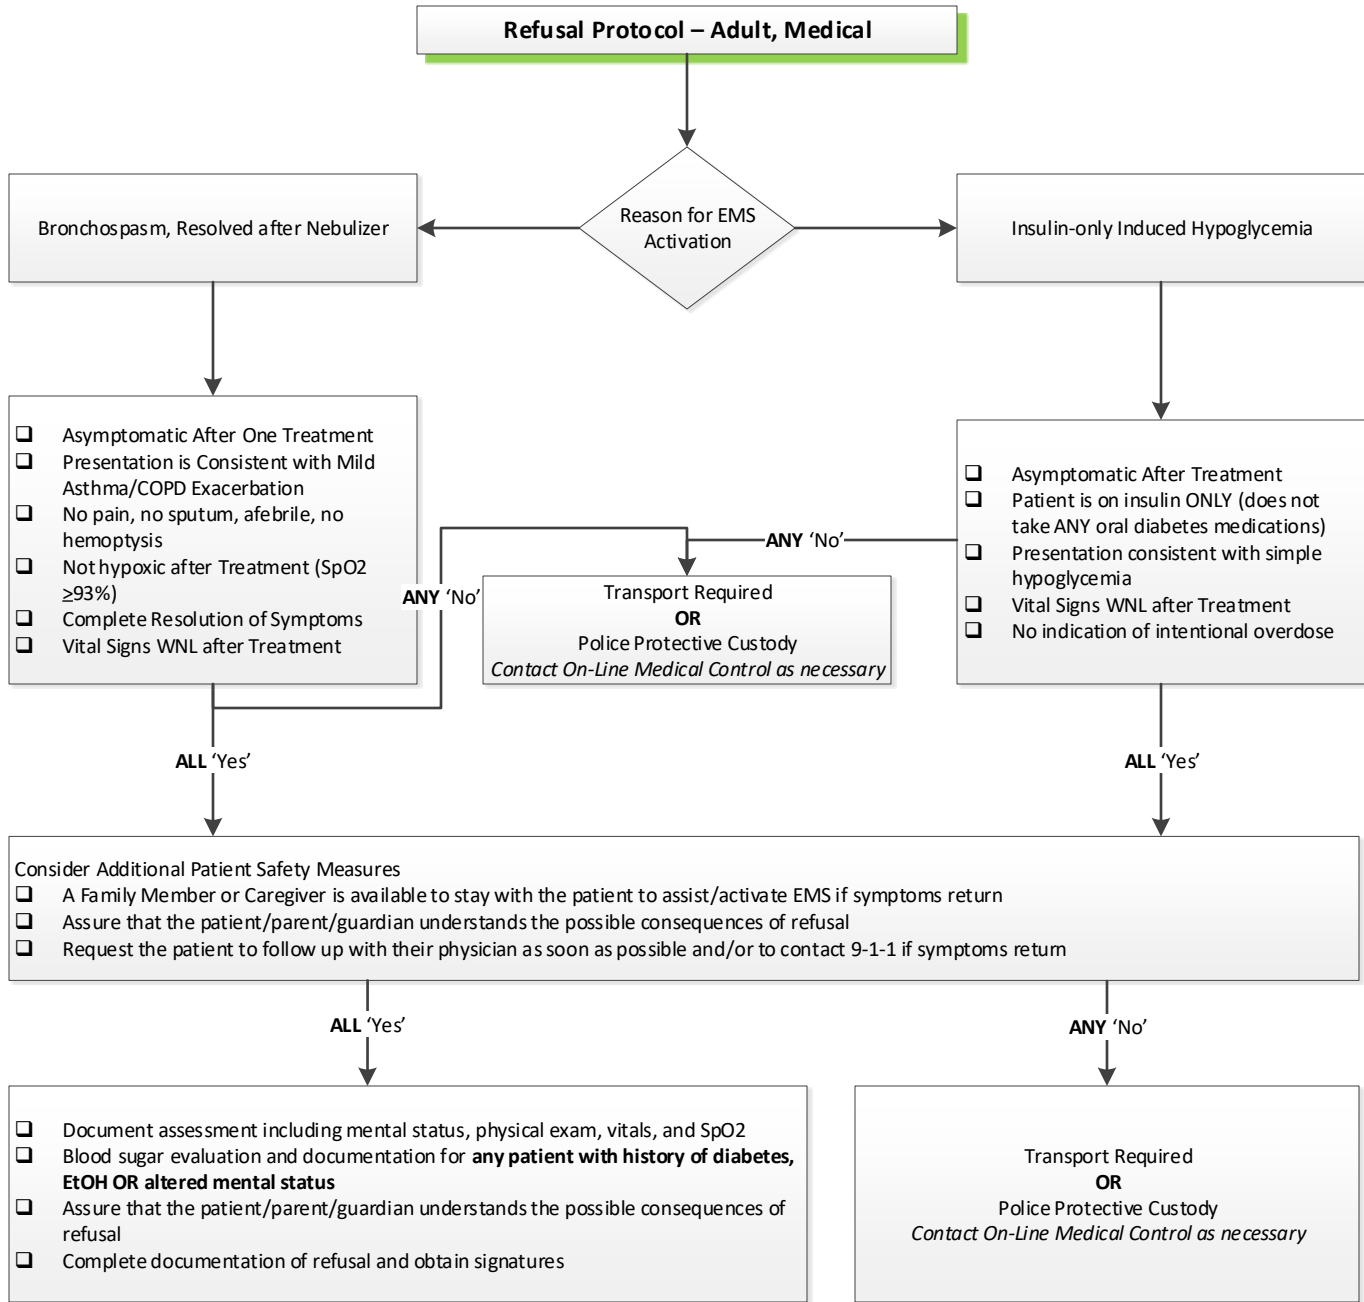 Refusal Protocol – Adult, Medical
Reason for EMS
Activation
Bronchospasm, Resolved after Nebulizer
Insulin-only Induced Hypoglycemia
❑ Asymptomatic After One Treatment
❑ Presentation is Consistent with Mild
Asthma/COPD Exacerbation
❑ No pain, no sputum, afebrile, no
hemoptysis
❑ Not hypoxic after Treatment (SpO2
≥93%)
❑ Complete Resolution of Symptoms
❑ Vital Signs WNL after Treatment
❑ Asymptomatic After Treatment
❑ Patient is on insulin ONLY (does not
take ANY oral diabetes medications)
❑ Presentation consistent with simple
hypoglycemia
❑ Vital Signs WNL after Treatment
❑ No indication of intentional overdose
ANY ‘No’
ANY ‘No’
Transport Required
OR
Police Protective Custody
Contact On-Line Medical Control as necessary
ALL ‘Yes’
ALL ‘Yes’
Consider Additional Patient Safety Measures
❑ A Family Member or Caregiver is available to stay with the patient to assist/activate EMS if symptoms return
❑ Assure that the patient/parent/guardian understands the possible consequences of refusal
❑ Request the patient to follow up with their physician as soon as possible and/or to contact 9-1-1 if symptoms return
ALL ‘Yes’
ANY ‘No’
❑ Document assessment including mental status, physical exam, vitals, and SpO2
❑ Blood sugar evaluation and documentation for any patient with history of diabetes,
EtOH OR altered mental status
❑ Assure that the patient/parent/guardian understands the possible consequences of
refusal
❑ Complete documentation of refusal and obtain signatures
Transport Required
OR
Police Protective Custody
Contact On-Line Medical Control as necessary